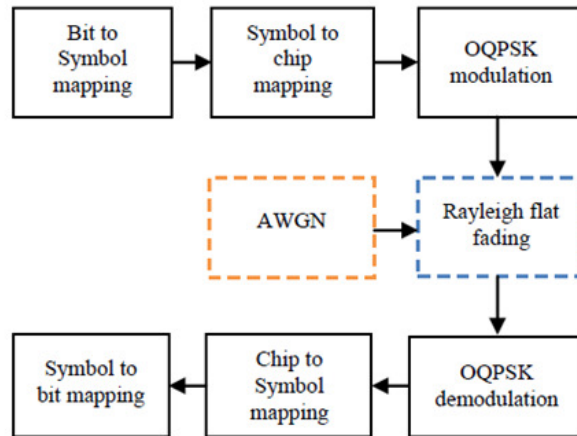 Bit to
Symbol
mapping
Symbol to
chip
mapping
OQPSK
modulation
AWGN
Rayleigh flat
fading
Symbol to
bit mapping
Chip to
Symbol
mapping
OQPSK
demodulation